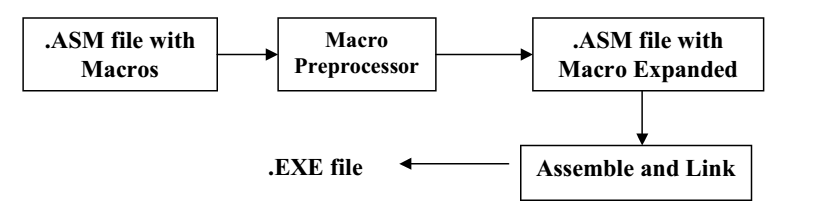 .ASM file with
Macros
Macro
Preprocessor
.ASM file with
Macro Expanded
Assemble and Link
.EXE file